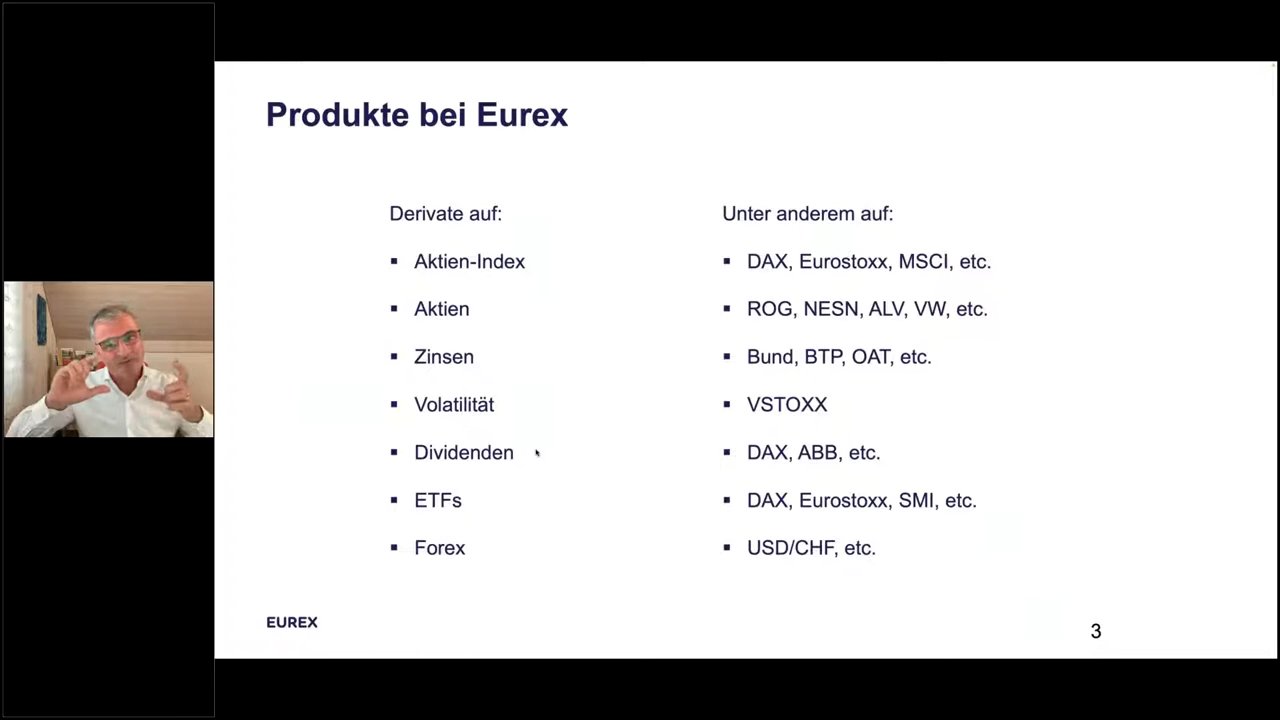 Produkte bei Eurex
Derivate auf:
▪ Aktien-Index
▪ Aktien
▪ Zinsen
▪ Volatilität
▪ Dividenden
▪ ETFs
▪ Forex
Unter anderem auf:
▪ DAX, Eurostoxx, MSCI, etc.
▪ ROG, NESN, ALV, VW, etc.
▪ Bund, BTP, OAT, etc.
▪ VSTOXX
▪ DAX, ABB, etc.
▪ DAX, Eurostoxx, SMI, etc.
▪ USD/CHF, etc.
EUREX
3